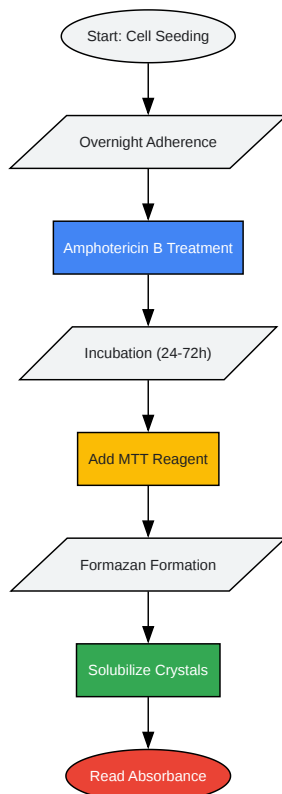 Start: Cell Seeding
Overnight Adherence
Amphotericin B Treatment
Incubation (24-72h)
Add MTT Reagent
Formazan Formation
Solubilize Crystals
Read Absorbance